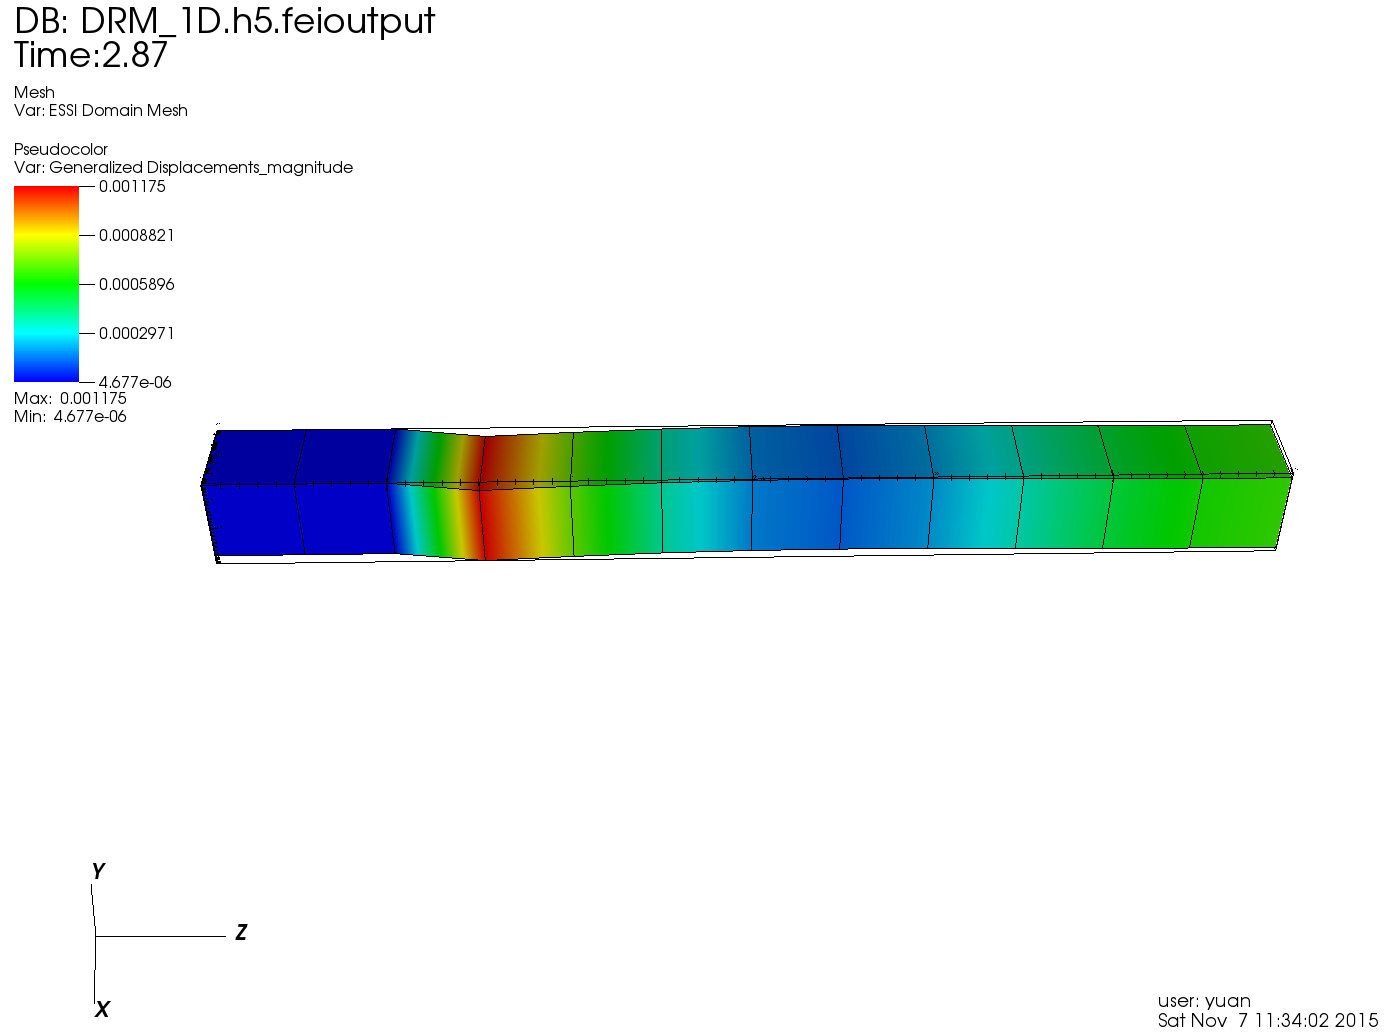 DB: DRM_1D.h5.feioutput
Time:2.87
Mesh
Var: ESSI Domain Mesh
Pseudocolor
Var: Generalized Displacements_magnitude
0.001175
0.0008821
0.0005896
0.0002971
4.677e-06
Max: 0.001175
Min: 4.677e-06
Y
Z
X
user: yuan
Sat Nov 7 11:34:02 2015